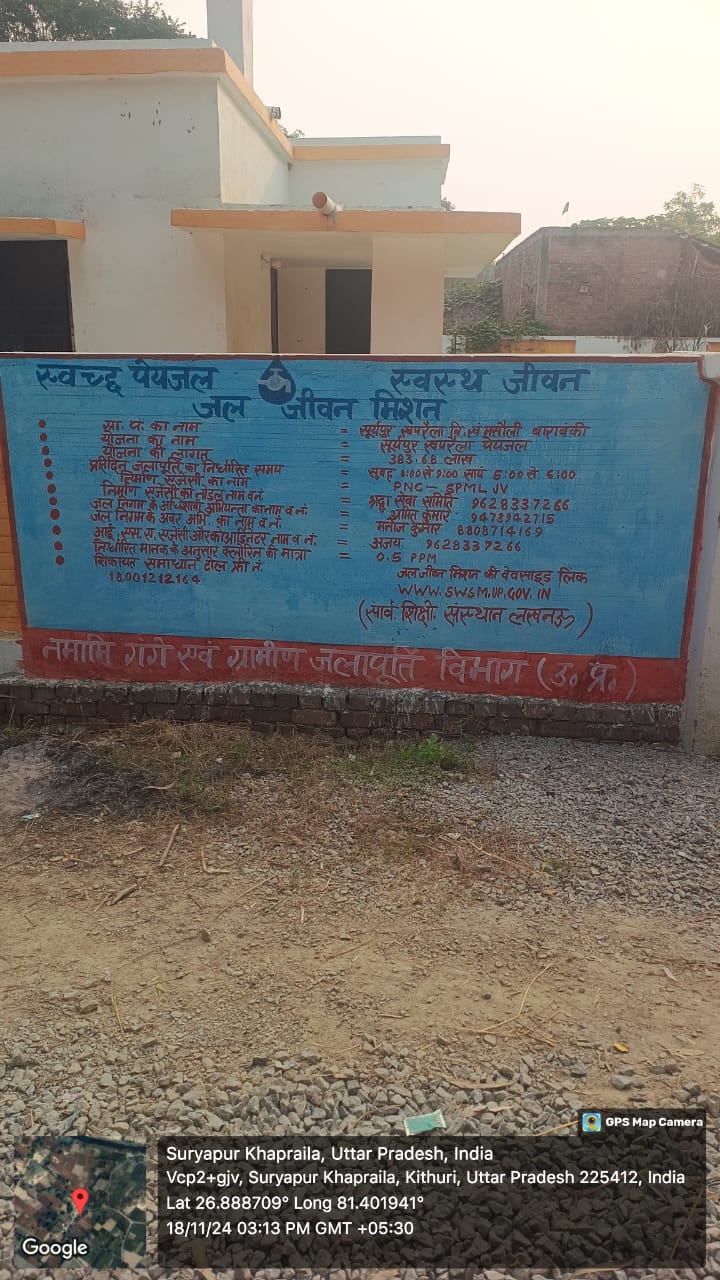 स्वच्छ पेयजल स्वस्थ जीवन
जल जीवन मिशन
ग्रा. पं. का नाम = सूर्यपुर खपरैला वि. खं मसौली बाराबंकी
योजना का नाम = सूर्यपुर खपरैला पेयजल
योजना की लागत = 383.68 लाख
प्रतिदिन जलापूर्ति का निर्धारित समय = सुबह 8:00 से 9:00 सायं 5:00 से 6:00
निर्माण एजेंसी का नाम = PNC- SPML JV
निर्माण एजेंसी का नोडल नाम व नं = श्रद्धा सेवा समिति 9628337266
जल निगम के अधिशाषी अभियन्ता का नाम व नं. = अमित कुमार 9473942715
जल निगम के अवर अभि. का नाम व नं. = मनोज कुमार 8808714169
आई. एस. ए. एजेंसी और कोआर्डिनेटर नाम व नं = अजय 9628337266
निर्धारित मानक के अनुसार क्लोरिन की मात्रा = 0.5 PPM
शिकायत समाधान टोल फ्री नं.
18001212164
जल जीवन मिशन की वेवसाइड लिंक
WWW.SWSM.UP.GOV.IN
(सार्व शिक्षी संस्थान लखनऊ)
नमामि गंगे एवं ग्रामीण जलापूर्ति विभाग (उ. प्र.)
GPS Map Camera
Suryapur Khapraila, Uttar Pradesh, India
Vcp2+gjv, Suryapur Khapraila, Kithuri, Uttar Pradesh 225412, India
Lat 26.888709° Long 81.401941°
18/11/24 03:13 PM GMT +05:30
Google